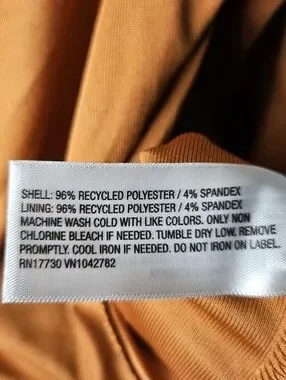 SHELL: 96% RECYCLED POLYESTER / 4% SPANDEX
LINING: 96% RECYCLED POLYESTER / 4% SPANDEX
MACHINE WASH COLD WITH LIKE COLORS. ONLY NON
CHLORINE BLEACH IF NEEDED. TUMBLE DRY LOW. REMOVE
PROMPTLY. COOL IRON IF NEEDED. DO NOT IRON ON LABEL.
RN17730 VN1042782